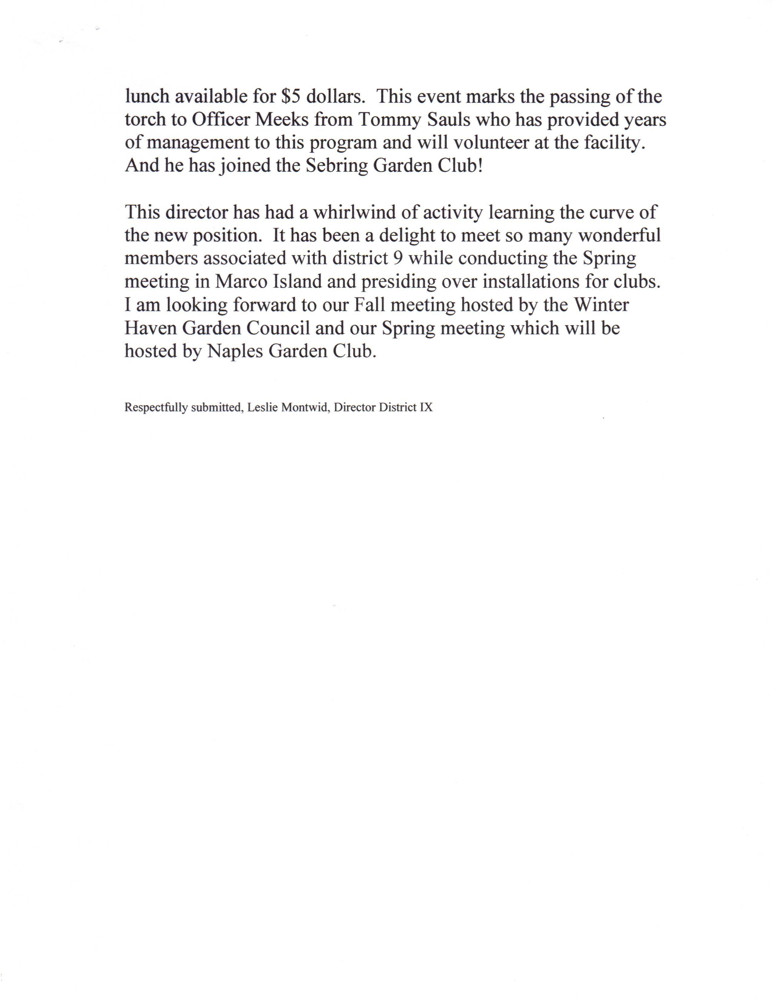 lunch available for $5 dollars.  This event marks the passing of the
torch to Officer Meeks from Tommy Sauls who has provided years
of management to this program and will volunteer at the facility.
And he has joined the Sebring Garden Club!
This director has had a whirlwind of activity learning the curve of
the new position.  It has been a delight to meet so many wonderful
members associated with district 9 while conducting the Spring
meeting in Marco Island and presiding over installations for clubs.
I am looking forward to our Fall meeting hosted by the Winter
Haven Garden Council and our Spring meeting which will be
hosted by Naples Garden Club.
Respectfully submitted, Leslie Montwid, Director District IX